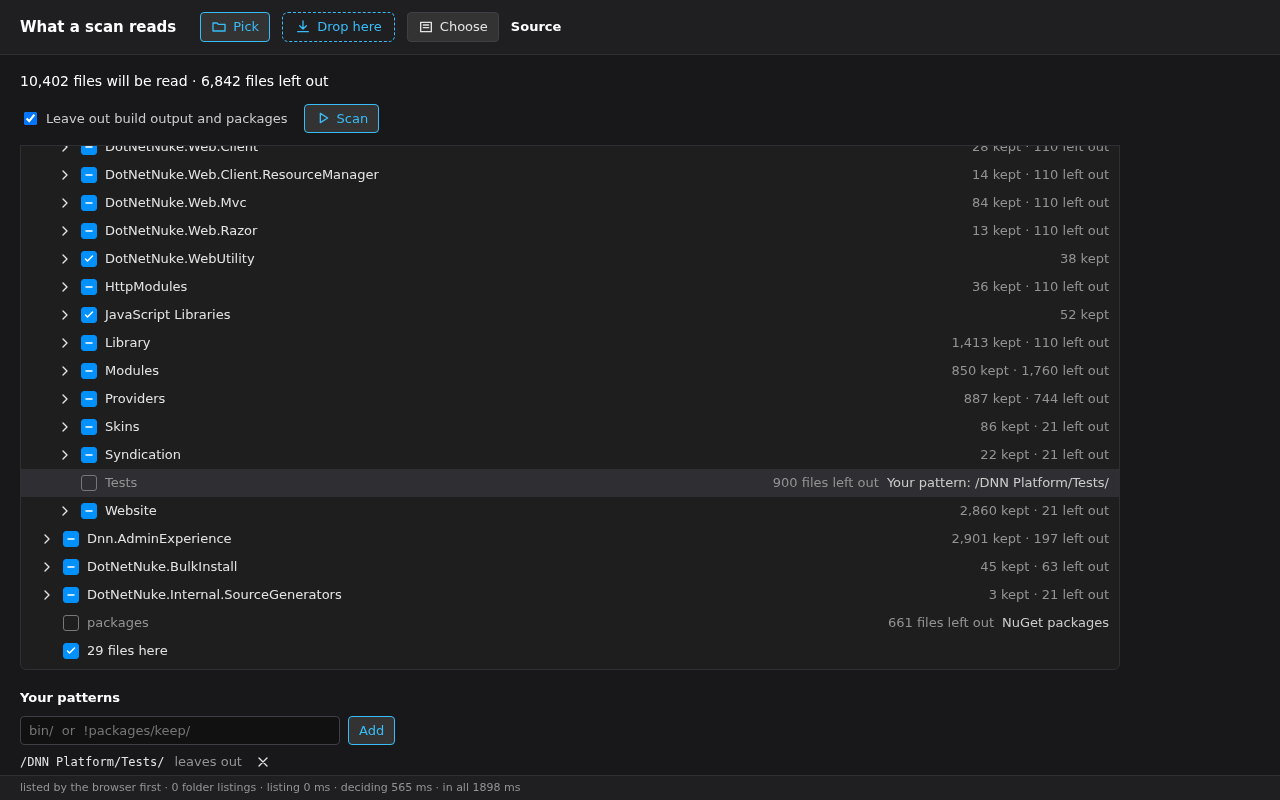 What a scan reads Pick Drop here Choose Source
10,402 files will be read · 6,842 files left out
Leave out build output and packages Scan
DotNetNuke.Web.Client 28 kept · 110 left out
DotNetNuke.Web.Client.ResourceManager 14 kept · 110 left out
DotNetNuke.Web.Mvc 84 kept · 110 left out
DotNetNuke.Web.Razor 13 kept · 110 left out
DotNetNuke.WebUtility 38 kept
HttpModules 36 kept · 110 left out
JavaScript Libraries 52 kept
Library 1,413 kept · 110 left out
Modules 850 kept · 1,760 left out
Providers 887 kept · 744 left out
Skins 86 kept · 21 left out
Syndication 22 kept · 21 left out
Tests 900 files left out Your pattern: /DNN Platform/Tests/
Website 2,860 kept · 21 left out
Dnn.AdminExperience 2,901 kept · 197 left out
DotNetNuke.BulkInstall 45 kept · 63 left out
DotNetNuke.Internal.SourceGenerators 3 kept · 21 left out
packages 661 files left out NuGet packages
29 files here
Your patterns
bin/ or !packages/keep/ Add
/DNN Platform/Tests/ leaves out
listed by the browser first · 0 folder listings · listing 0 ms · deciding 565 ms · in all 1898 ms